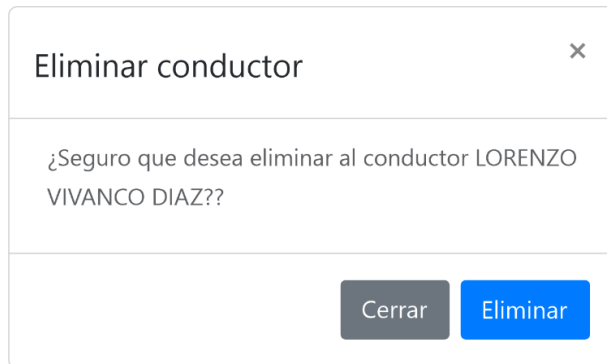 Eliminar conductor
×
¿Seguro que desea eliminar al conductor LORENZO
VIVANCO DIAZ??
Cerrar
Eliminar